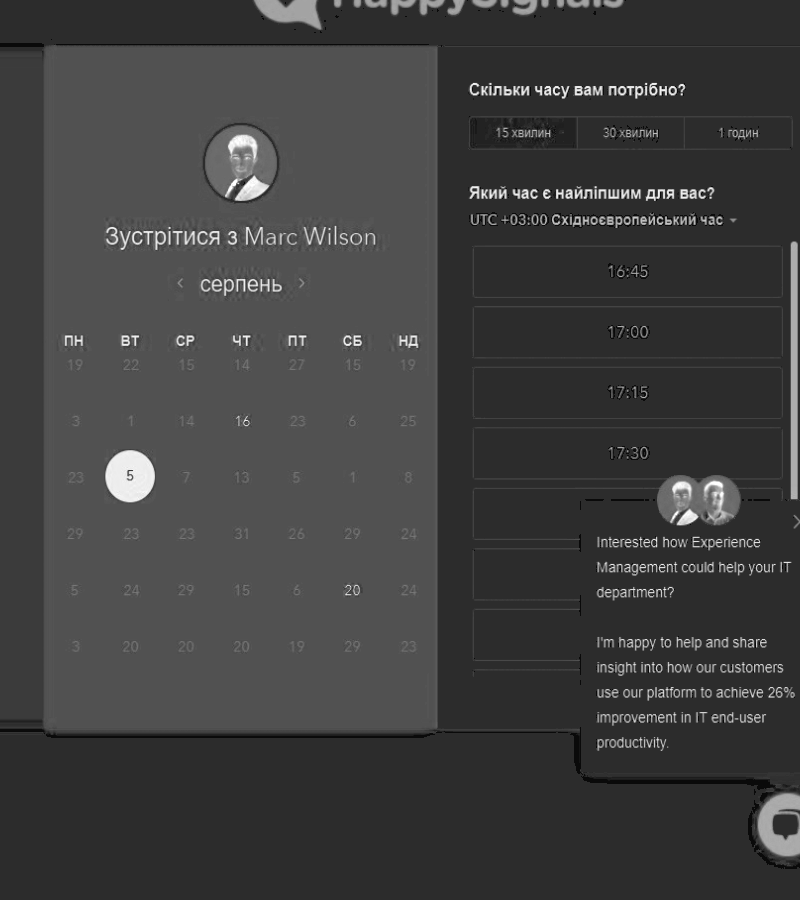 HappySignals
Зустрітися з Marc Wilson
серпень
ПН ВТ СР ЧТ ПТ СБ НД
19 22 15 14 27 15 19
3 1 14 16 23 6 25
23 5 7 13 5 1 8
29 23 23 31 26 29 24
5 24 29 15 6 20 24
3 20 20 20 19 29 23
Скільки часу вам потрібно?
15 хвилин 30 хвилин 1 годин
Який час є найліпшим для вас?
UTC +03:00 Східноєвропейський час
16:45
17:00
17:15
17:30
Interested how Experience
Management could help your IT
department?
I'm happy to help and share
insight into how our customers
use our platform to achieve 26%
improvement in IT end-user
productivity.